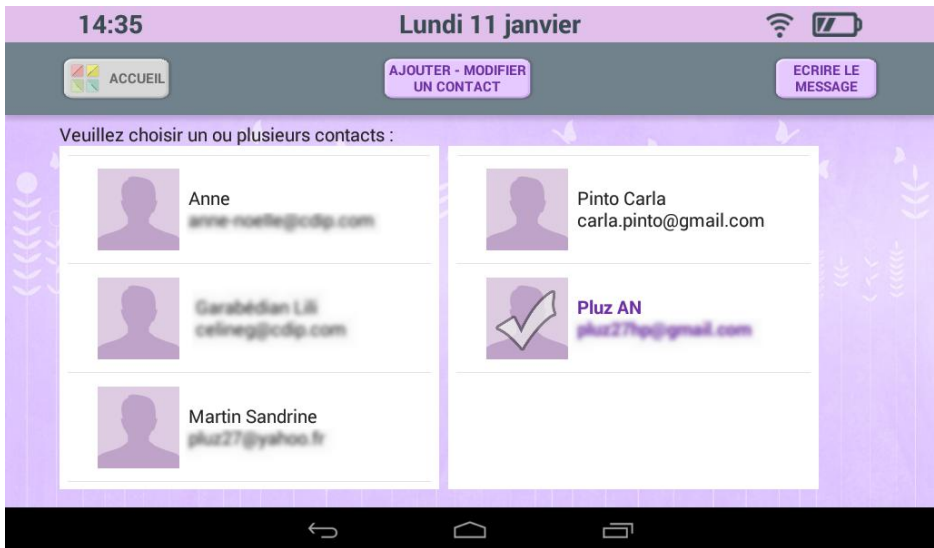 14:35
Lundi 11 janvier
ACCUEIL
AJOUTER - MODIFIER
UN CONTACT
ECRIRE LE
MESSAGE
Veuillez choisir un ou plusieurs contacts :
Anne
Martin Sandrine
Pinto Carla
carla.pinto@gmail.com
Pluz AN